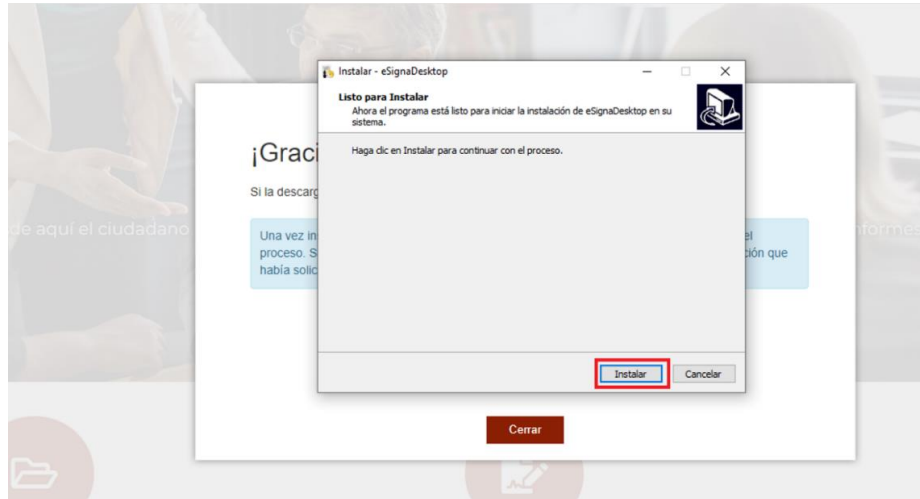 Instalar - eSignaDesktop
Listo para Instalar
Ahora el programa está listo para iniciar la instalación de eSignaDesktop en su
sistema.
Haga clic en Instalar para continuar con el proceso.
Instalar
Cancelar
¡Graci
Si la descarg
Una vez in
el
proceso. S
ción que
había solic
de aquí el ciudadano
informes
Cerrar